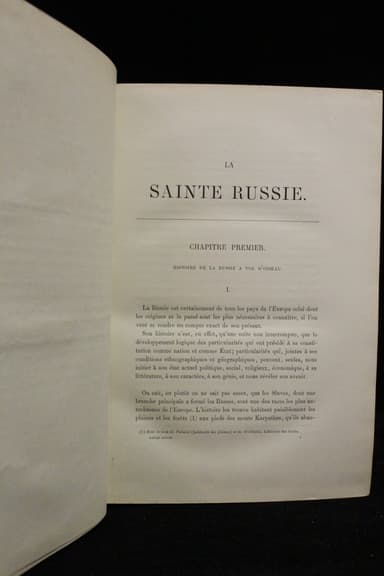 LA
SAINTE RUSSIE.
CHAPITRE PREMIER.
HISTOIRE DE LA RUSSIE A VOL D'OISEAU.
I.
La Russie est certainement de tous les pays de l'Europe celui dont
les origines et le passé sont les plus nécessaires à connaître, si l'on
veut se rendre un compte exact de son présent.
Son histoire n'est, en effet, qu'une suite non interrompue, que le
développement logique des particularités qui ont présidé à sa consti-
tution comme nation et comme État; particularités qui, jointes à ses
conditions ethnographiques et géographiques, peuvent, seules, nous
initier à son état actuel politique, social, religieux, économique, à sa
littérature, à son caractère, à son génie, et nous révéler son avenir.
On sait, ou plutôt on ne sait pas assez, que les Slaves, dont une
branche principale a formé les Russes, sont une des races les plus au-
tochtones de l'Europe. L'histoire les trouve habitant paisiblement les
plaines et les forêts (1) aux pieds des monts Karpathes, qu'ils aban-